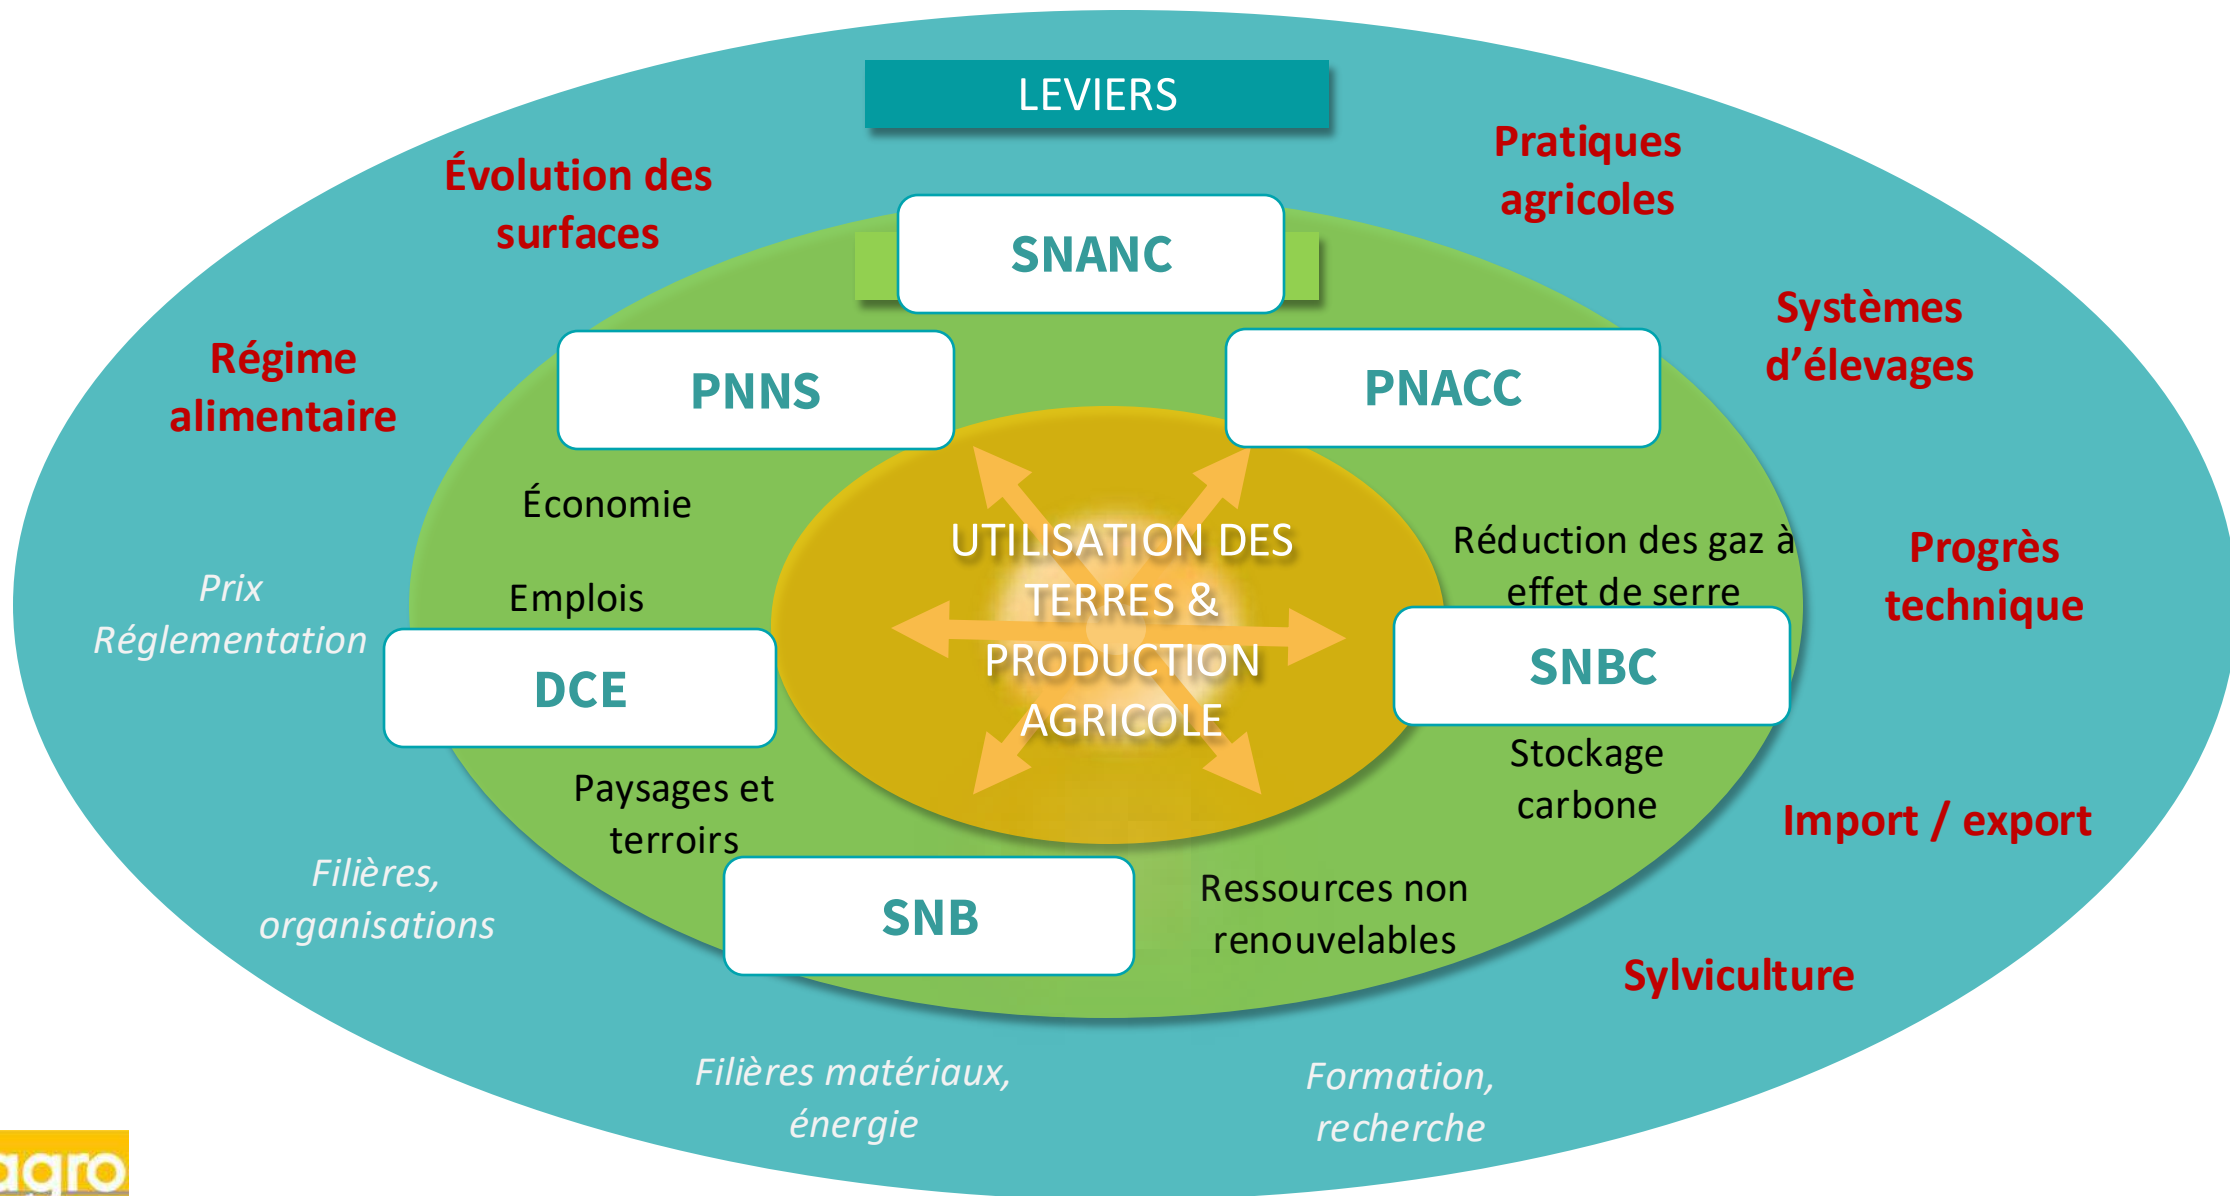 LEVIERS
Évolution des
surfaces
Pratiques
agricoles
SNANC
Systèmes
d’élevages
Régime
alimentaire
PNNS
PNACC
Économie
Emplois
UTILISATION DES
TERRES &
PRODUCTION
AGRICOLE
Réduction des gaz à
effet de serre
Progrès
technique
Prix
Réglementation
DCE
SNBC
Stockage
carbone
Paysages et
terroirs
Import / export
Filières,
organisations
SNB
Ressources non
renouvelables
Sylviculture
Filières matériaux,
énergie
Formation,
recherche
agro